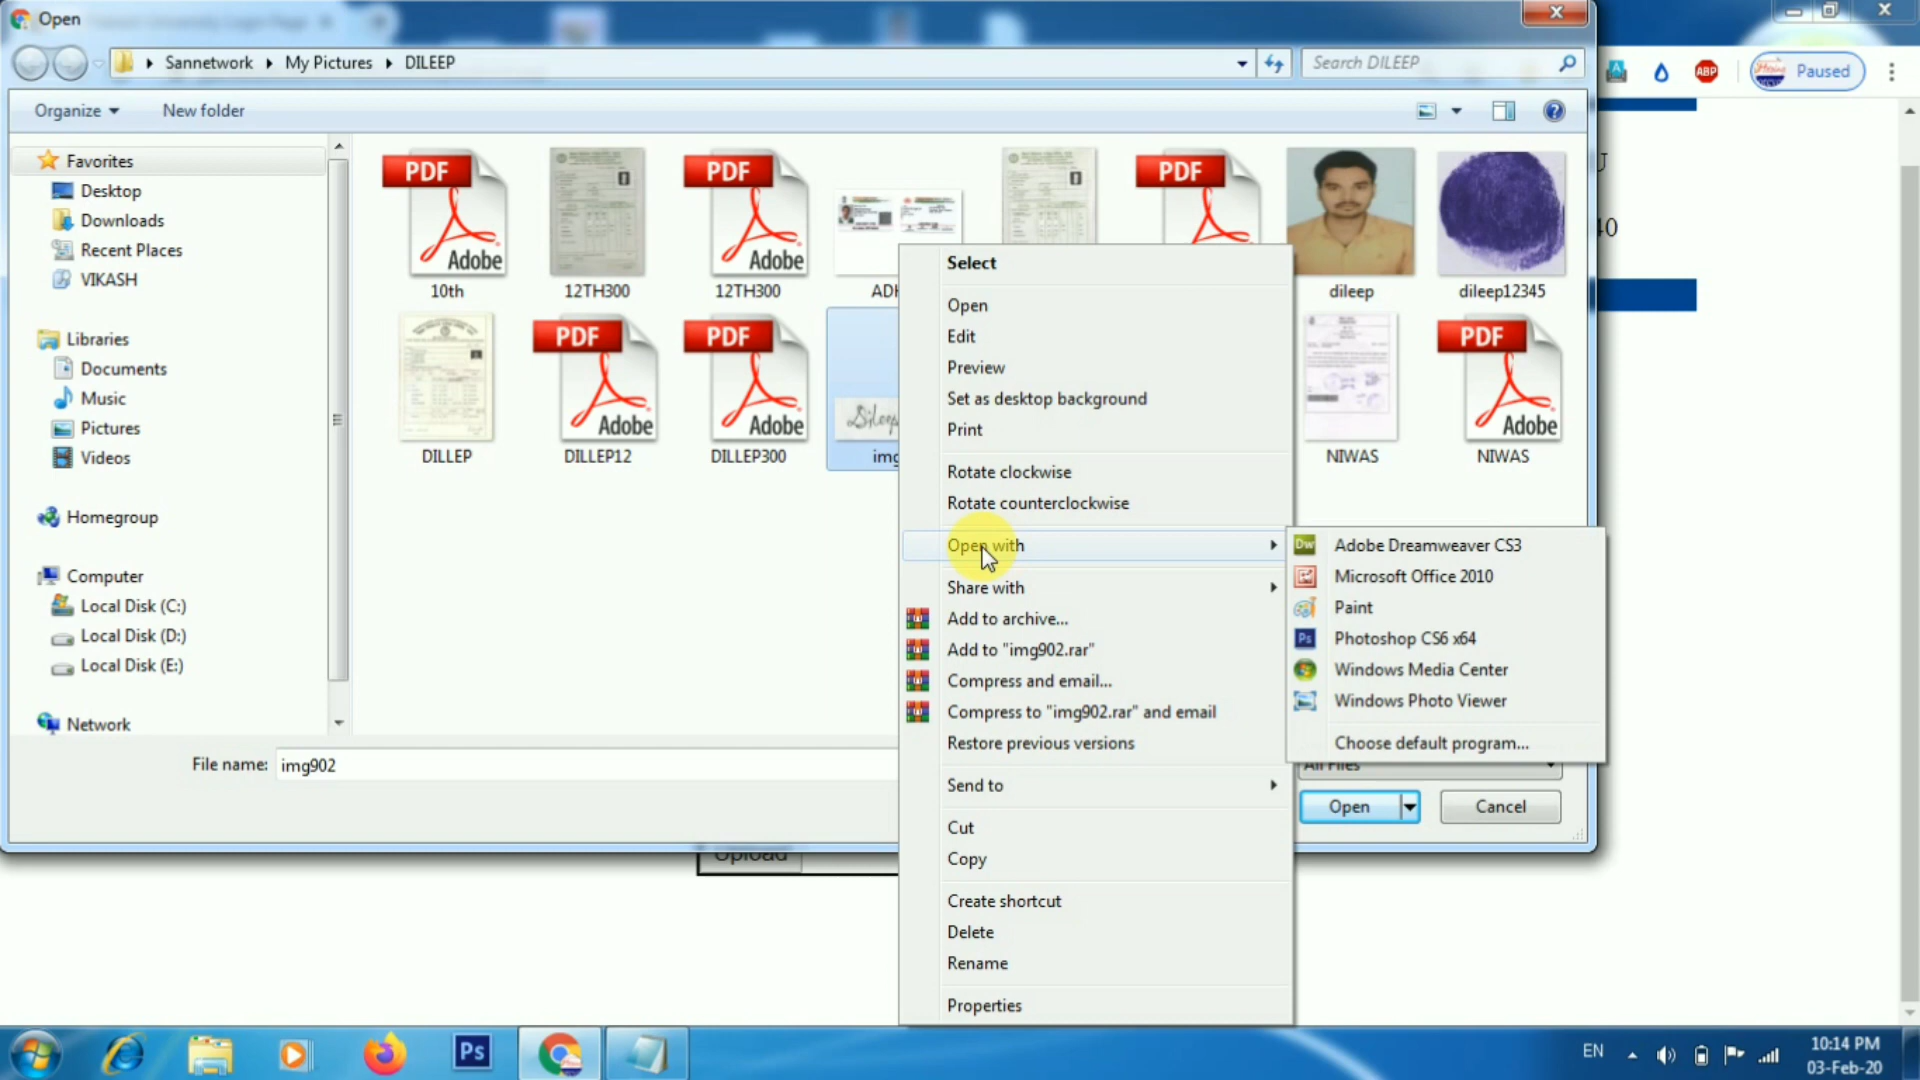 Open
Sannetwork
My Pictures
DILEEP
Search DILEEP
ABP
Paused
Organize
New folder
Favorites
Desktop
Downloads
Recent Places
VIKASH
Libraries
Documents
Music
Pictures
Videos
Homegroup
Computer
Local Disk (C:)
Local Disk (D:)
Local Disk (E:)
Network
PDF
Adobe
10th
12TH300
PDF
Adobe
12TH300
PDF
dileep
dileep12345
DILLEP
PDF
Adobe
DILLEP12
PDF
Adobe
DILLEP300
NIWAS
PDF
Adobe
NIWAS
Select
Open
Edit
Preview
Set as desktop background
Print
Rotate clockwise
Rotate counterclockwise
Open with
Share with
Add to archive...
Add to "img902.rar"
Compress and email...
Compress to "img902.rar" and email
Restore previous versions
Send to
Cut
Copy
Create shortcut
Delete
Rename
Properties
Dw Adobe Dreamweaver CS3
Microsoft Office 2010
Paint
Ps Photoshop CS6 x64
Windows Media Center
Windows Photo Viewer
Choose default program...
File name: img902
All Files
Open
Cancel
Upload
Ps
EN
10:14 PM
03-Feb-20